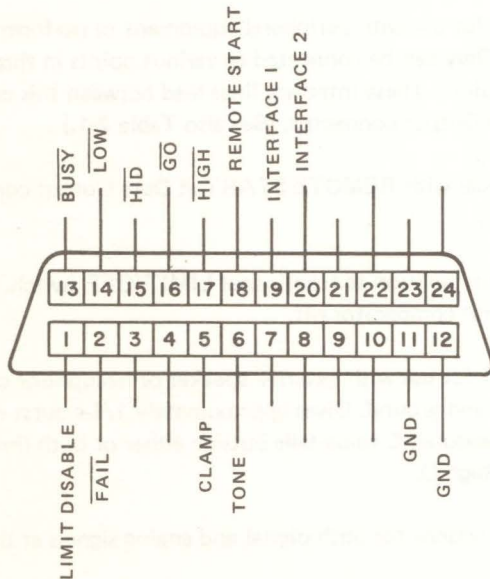 BUSY
LOW
HID
GO
HIGH
REMOTE START
INTERFACE 1
INTERFACE 2
13 14 15 16 17 18 19 20 21 22 23 24
1 2 3 4 5 6 7 8 9 10 11 12
LIMIT DISABLE
FAIL
CLAMP
TONE
GND
GND